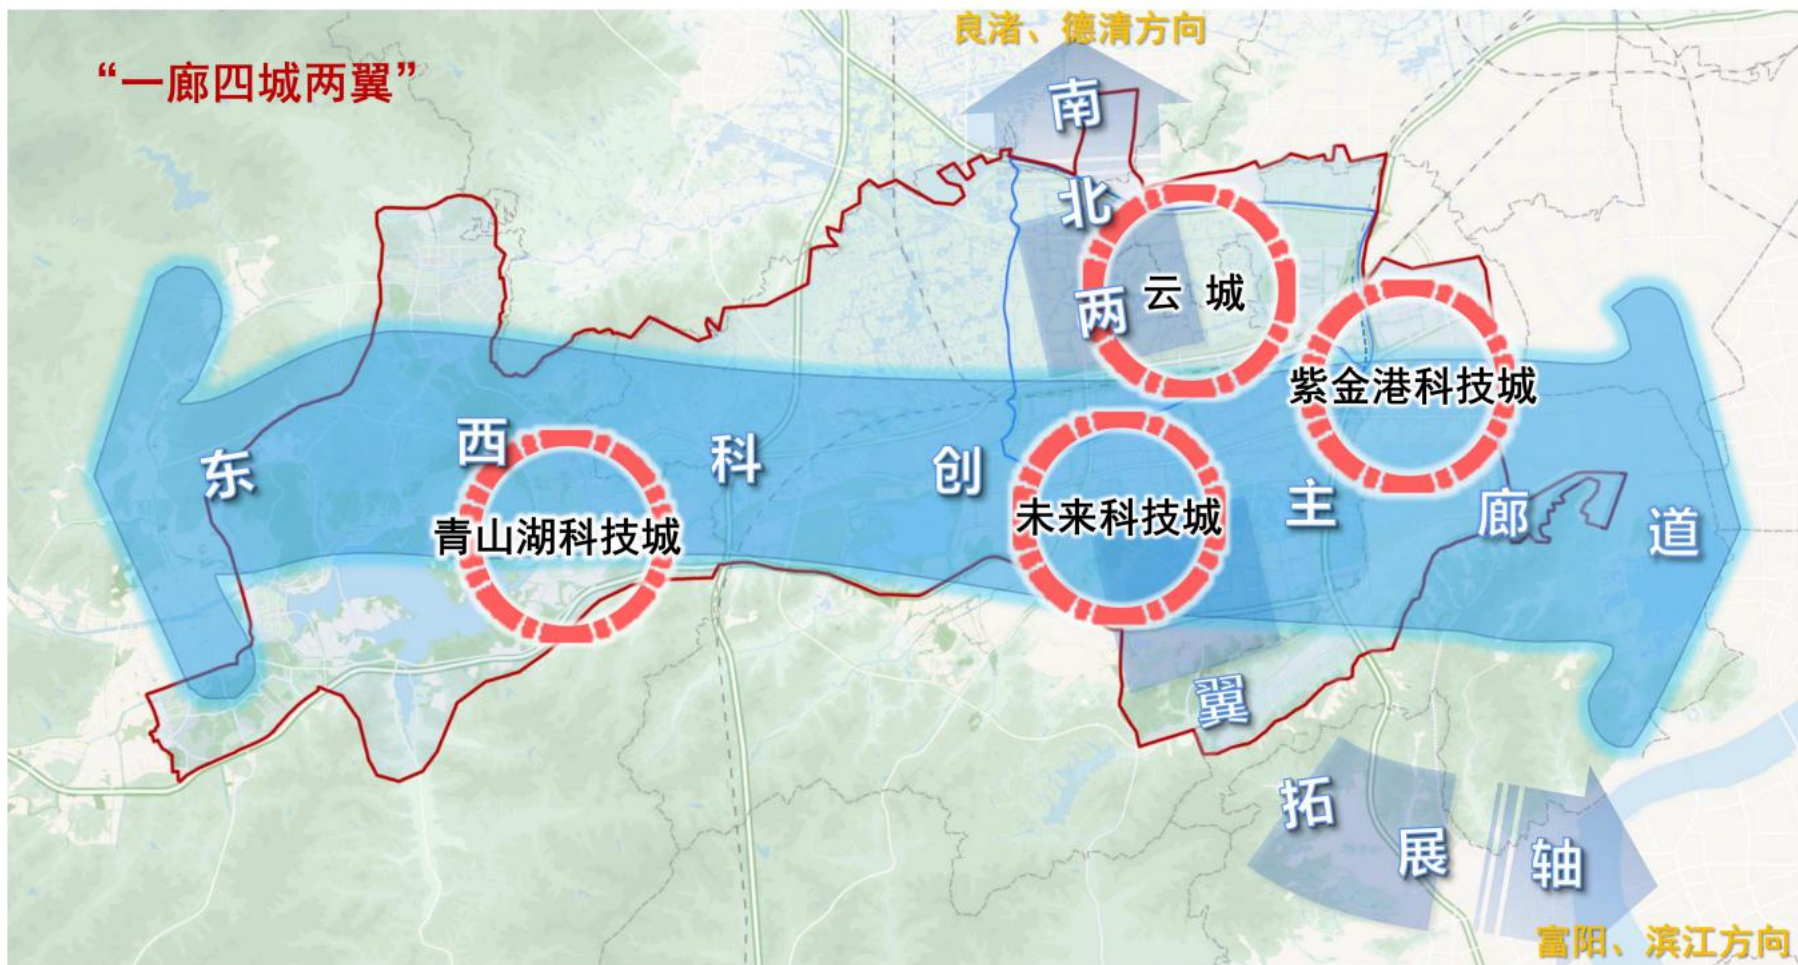 良渚、德清方向
“一廊四城两翼”
南北两翼拓展轴
云 城
紫金港科技城
东西科创主廊道
未来科技城
青山湖科技城
富阳、滨江方向